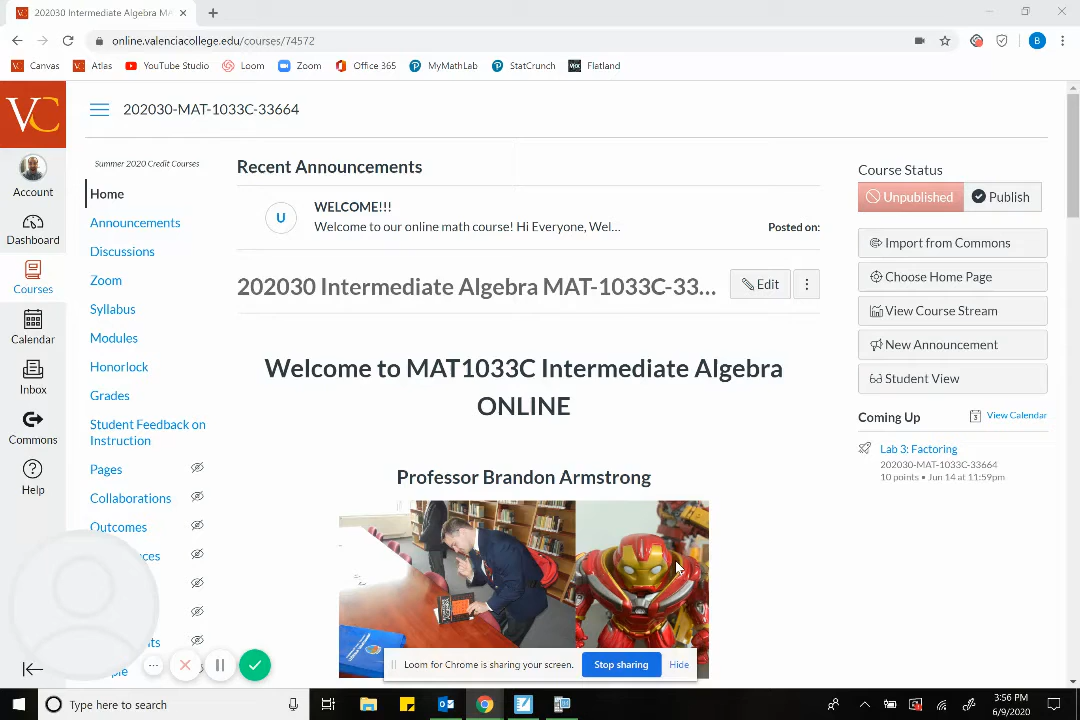 202030 Intermediate Algebra MA
online.valenciacollege.edu/courses/74572
B
Canvas
Atlas
YouTube Studio
Loom
Zoom
Office 365
MyMathLab
StatCrunch
Flatland
VC
202030-MAT-1033C-33664
Account
Dashboard
Courses
Calendar
Inbox
Commons
Help
Summer 2020 Credit Courses
Home
Announcements
Discussions
Zoom
Syllabus
Modules
Honorlock
Grades
Student Feedback on
Instruction
Pages
Collaborations
Outcomes
Recent Announcements
U
WELCOME!!!
Welcome to our online math course! Hi Everyone, Wel...
Posted on:
202030 Intermediate Algebra MAT-1033C-33...
Edit
Welcome to MAT1033C Intermediate Algebra
ONLINE
Professor Brandon Armstrong
Course Status
Unpublished
Publish
Import from Commons
Choose Home Page
View Course Stream
New Announcement
Student View
Coming Up
View Calendar
Lab 3: Factoring
202030-MAT-1033C-33664
10 points • Jun 14 at 11:59pm
Loom for Chrome is sharing your screen.
Stop sharing
Hide
Type here to search
3:56 PM
6/9/2020